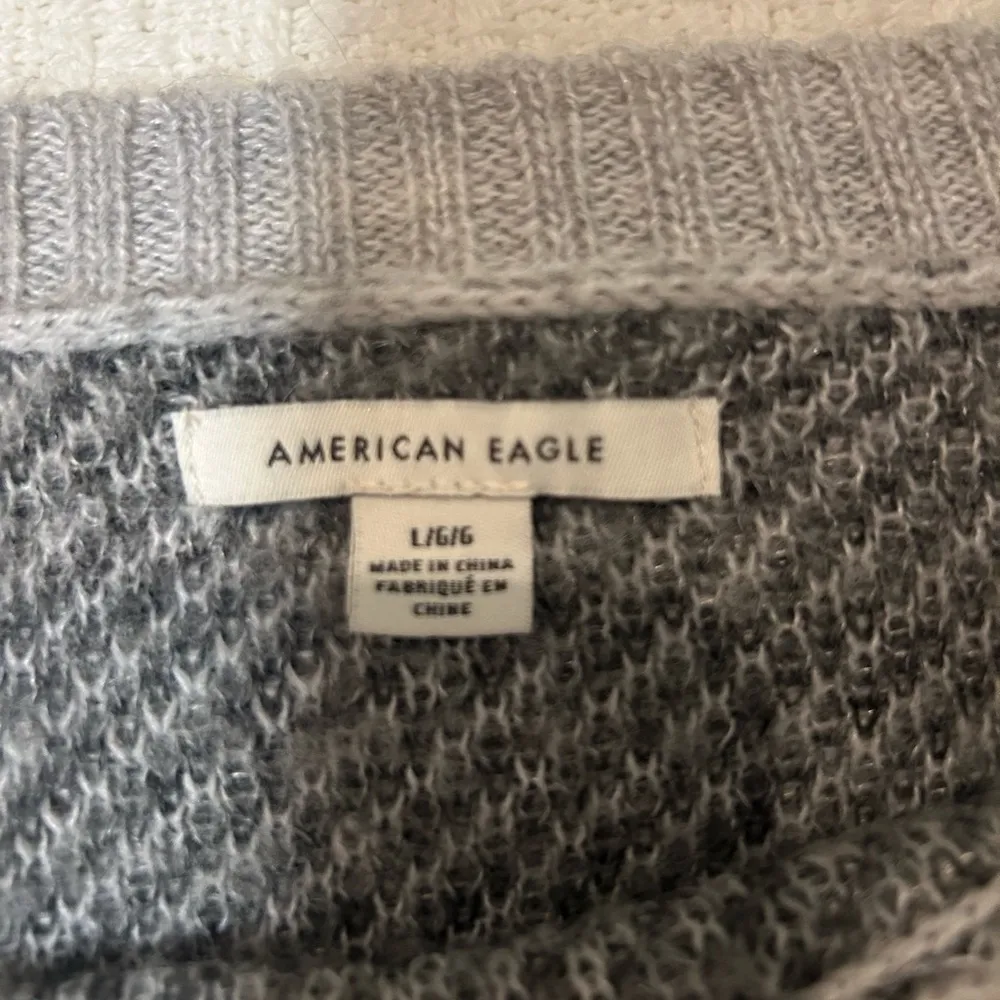 AMERICAN EAGLE
L/G/G
MADE IN CHINA
FABRIQUÉ EN
CHINE